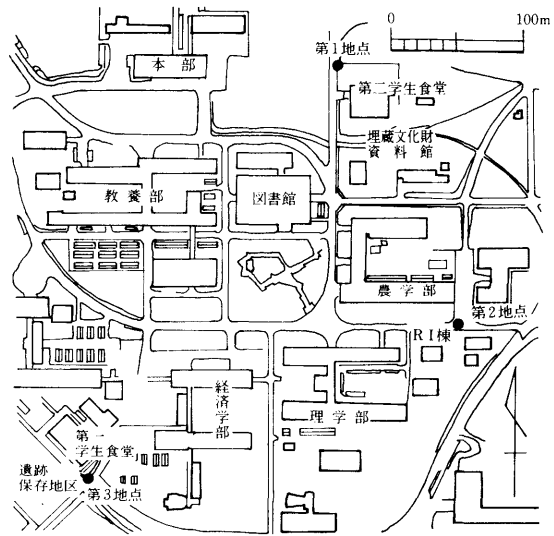 0 100m
第1地点
本部
第二学生食堂
埋蔵文化財
資料館
教養部
図書館
農学部
第2地点
RI棟
経済学部
理学部
第一
学生食堂
遺跡
保存地区
第3地点